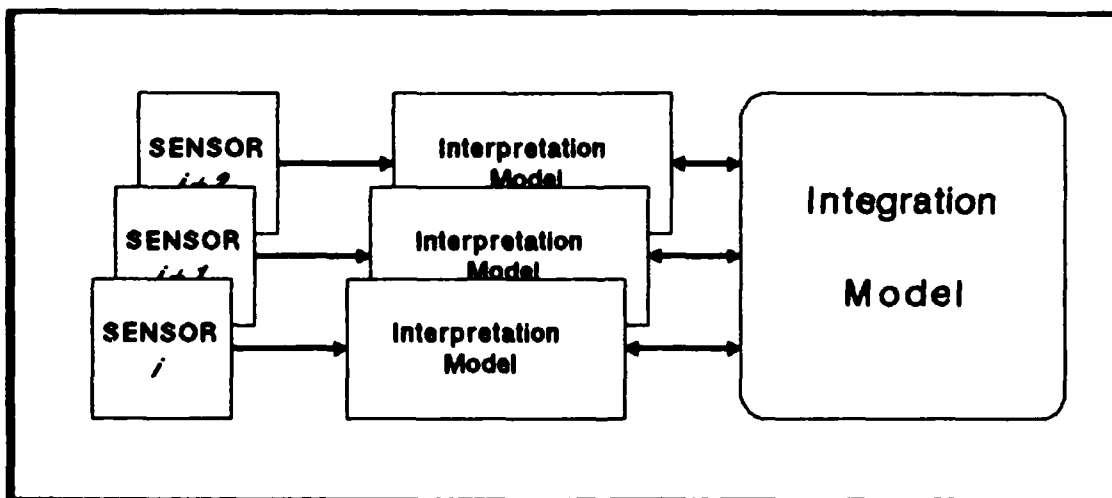 SENSOR
Interpretation
Model
SENSOR
Interpretation
Model
SENSOR
i
Interpretation
Model
Integration
Model